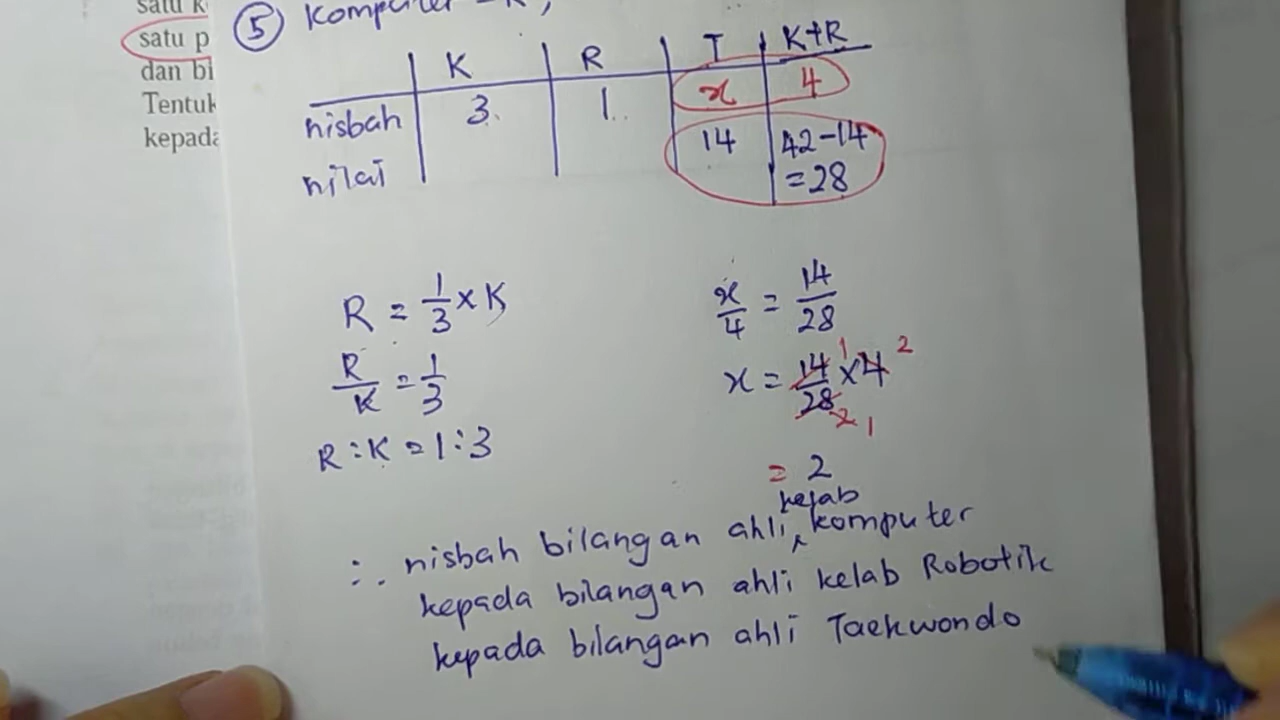 satu k
satu p
dan bi
Tentuk
kepada
5 Komputer - K,
K R T K+R
nisbah 3 1 x 4
nilai 14 42-14
=28
R = 1/3 × K
R/K = 1/3
R : K = 1 : 3
x/4 = 14/28
x = 14/28 × 4
1 2
2 1
= 2
∴ nisbah bilangan ahli kelab komputer
kepada bilangan ahli kelab Robotik
kepada bilangan ahli Taekwondo